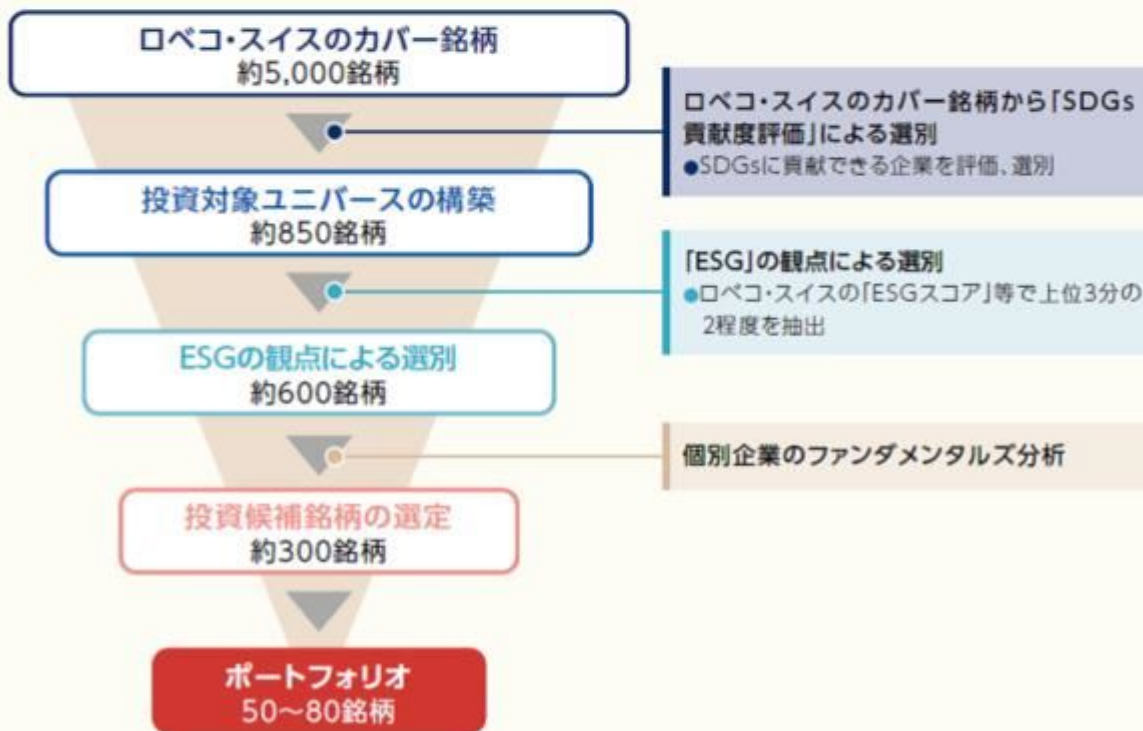 ロベコ・スイスのカバー銘柄
約5,000銘柄
ロベコ・スイスのカバー銘柄から「SDGs
貢献度評価」による選別
●SDGsに貢献できる企業を評価、選別
投資対象ユニバースの構築
約850銘柄
「ESG」の観点による選別
●ロベコ・スイスの「ESGスコア」等で上位3分の
2程度を抽出
ESGの観点による選別
約600銘柄
個別企業のファンダメンタルズ分析
投資候補銘柄の選定
約300銘柄
ポートフォリオ
50〜80銘柄